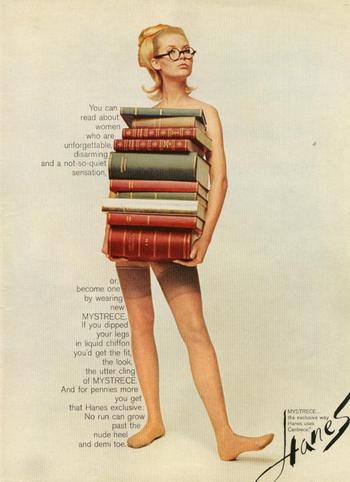 You can
read about
women
who are
unforgettable,
disarming
and a not-so-quiet
sensation,
or
become one
by wearing
new
MYSTRECE.
If you dipped
your legs
in liquid chiffon
you'd get the fit,
the look,
the utter cling
of MYSTRECE.
And for pennies more
you get
that Hanes exclusive:
No run can grow
past the
nude heel
and demi toe.
MYSTRECE...
the exclusive way
Hanes uses
Cantrece®
Hanes